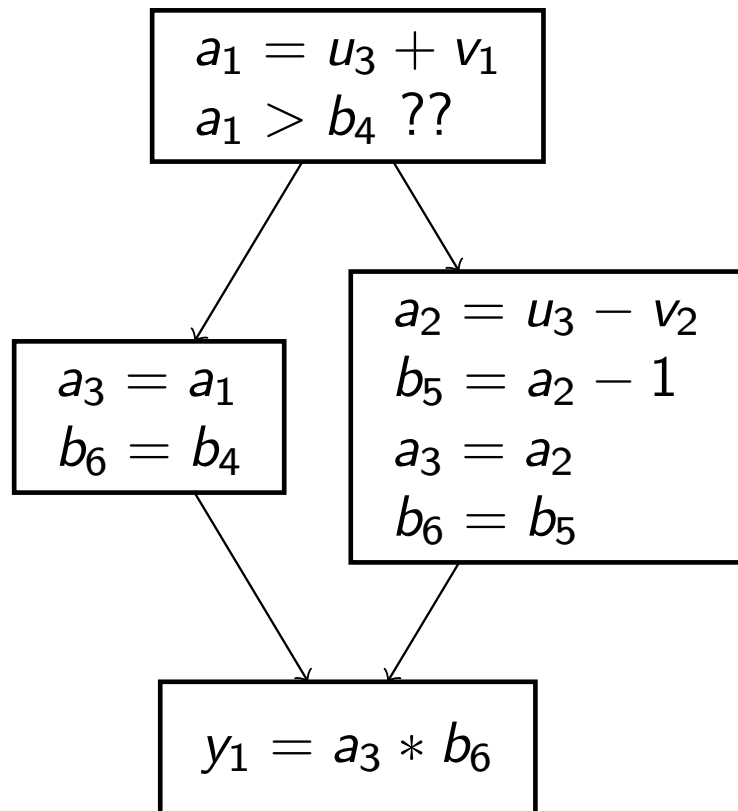 a₁ = u₃ + v₁
a₁ > b₄ ??
a₃ = a₁
b₆ = b₄
a₂ = u₃ − v₂
b₅ = a₂ − 1
a₃ = a₂
b₆ = b₅
y₁ = a₃ ∗ b₆